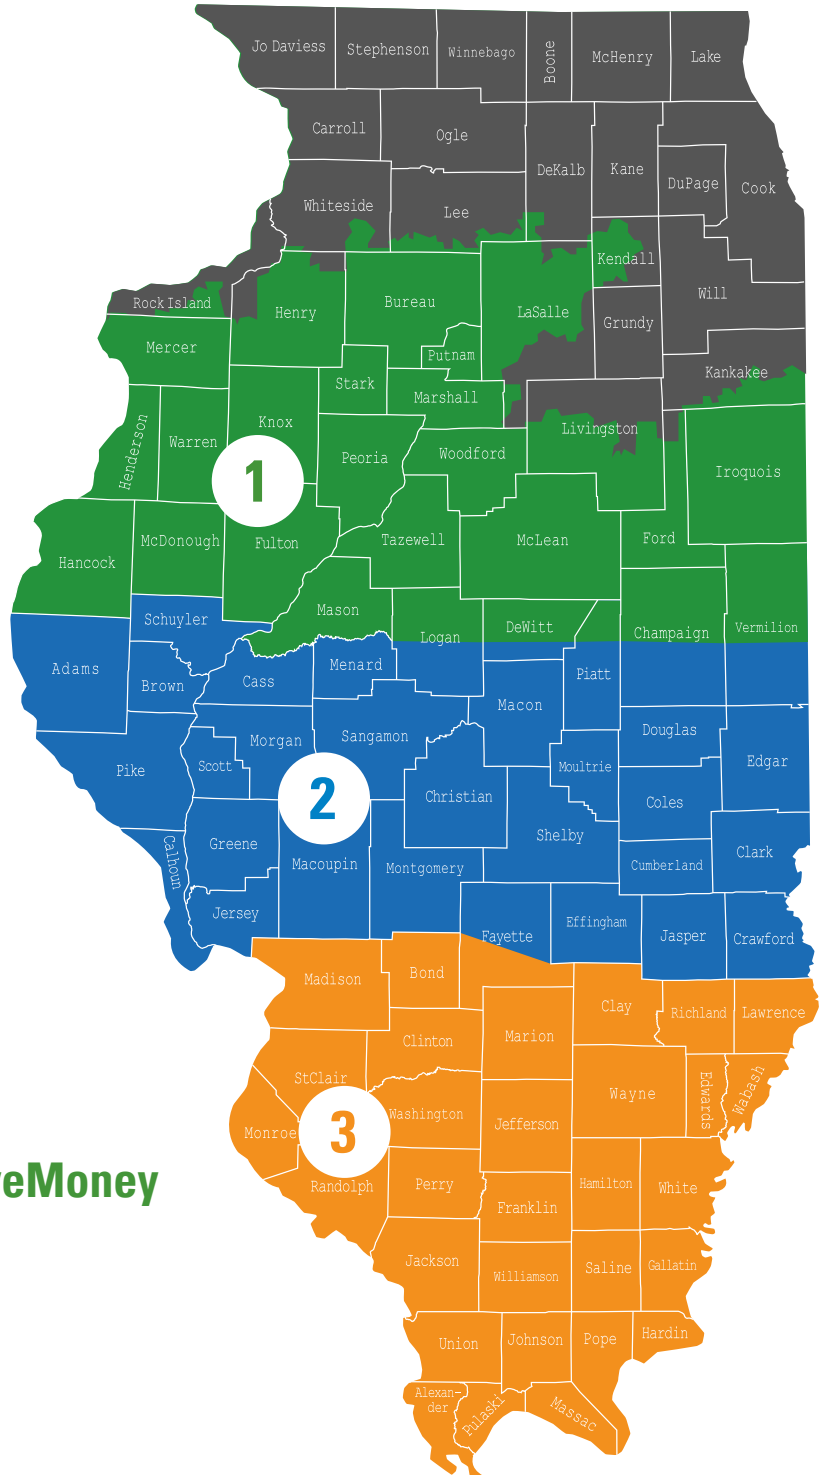 Jo Daviess
Stephenson
Winnebago
Boone
McHenry
Lake
Carroll
Ogle
DeKalb
Kane
DuPage
Cook
Whiteside
Lee
Kendall
Will
Rock Island
Henry
Bureau
LaSalle
Grundy
Mercer
Putnam
Kankakee
Stark
Marshall
Henderson
Warren
Knox
Peoria
Woodford
Livingston
Iroquois
1
Hancock
McDonough
Fulton
Tazewell
McLean
Ford
Mason
Logan
DeWitt
Champaign
Vermilion
Schuyler
Adams
Brown
Cass
Menard
Macon
Piatt
Pike
Scott
Morgan
Sangamon
Moultrie
Douglas
Edgar
2
Christian
Coles
Calhoun
Greene
Macoupin
Montgomery
Shelby
Cumberland
Clark
Jersey
Fayette
Effingham
Jasper
Crawford
Madison
Bond
Clay
Richland
Lawrence
Clinton
Marion
StClair
Washington
Jefferson
Wayne
Edwards
Wabash
Monroe
3
Randolph
Perry
Franklin
Hamilton
White
eMoney
Jackson
Williamson
Saline
Gallatin
Union
Johnson
Pope
Hardin
Alexan-
der
Pulaski
Massac